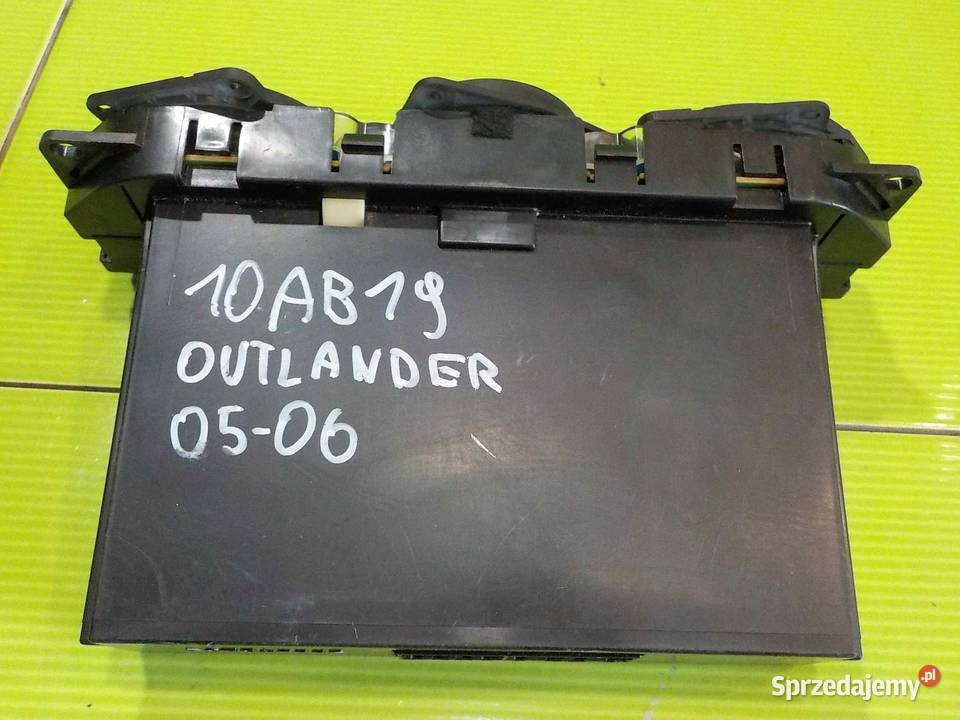 10AB19
OUTLANDER
05-06
Sprzedajemy.pl